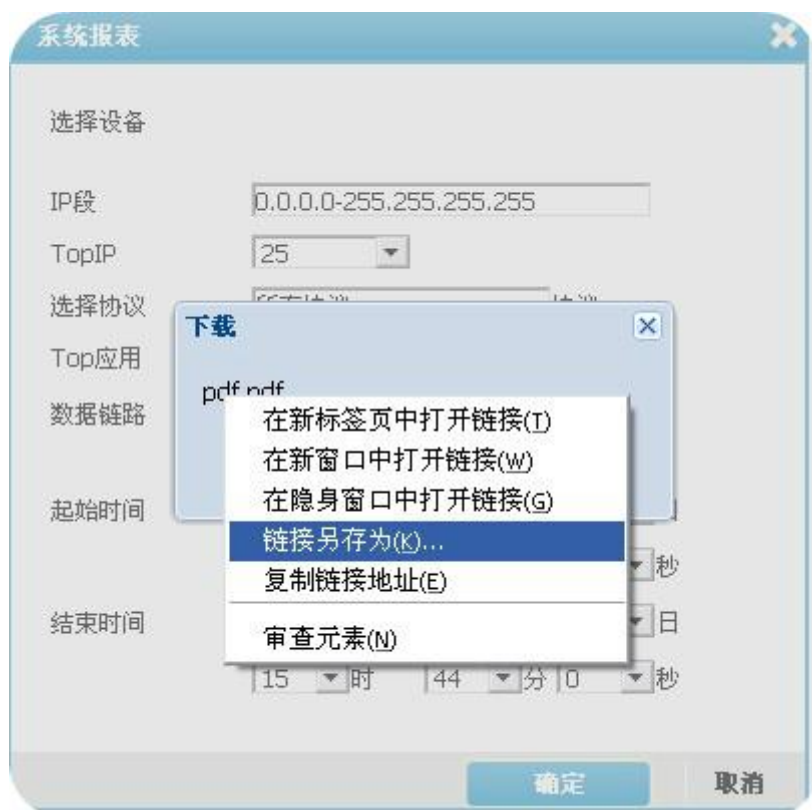 系统报表
选择设备
IP段 0.0.0.0-255.255.255.255
TopIP 25
选择协议
下载
Top应用
pdf.pdf
数据链路
在新标签页中打开链接(T)
在新窗口中打开链接(W)
在隐身窗口中打开链接(G)
起始时间
链接另存为(K)...
秒
复制链接地址(E)
结束时间 日
审查元素(N)
15 时 44 分 0 秒
确定 取消